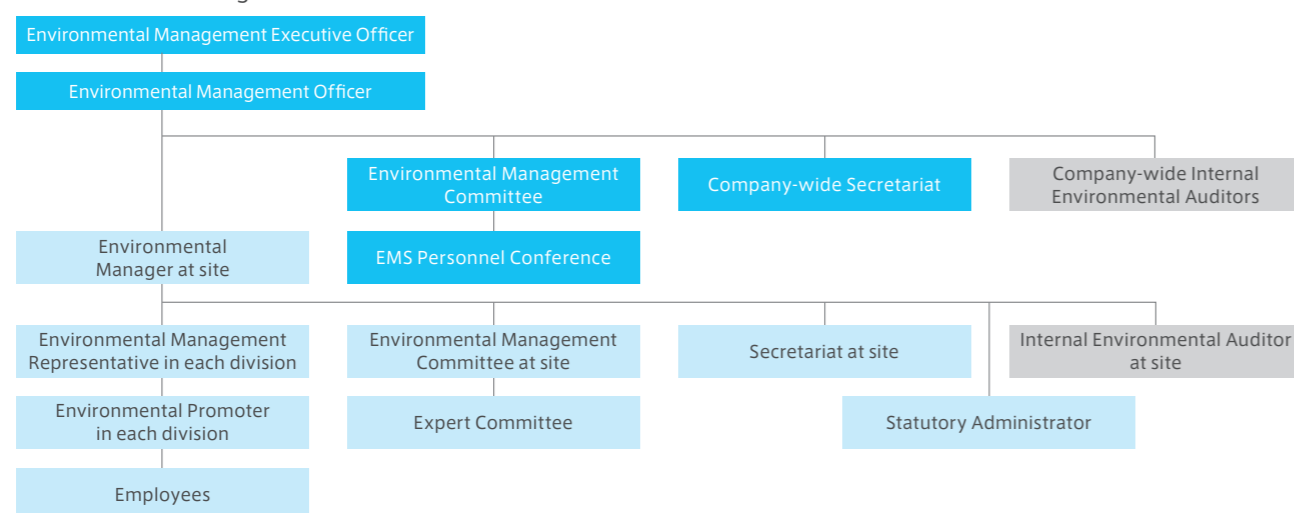 Environmental Management Executive Officer
Environmental Management Officer
Environmental Management
Committee
Company-wide Secretariat
Company-wide Internal
Environmental Auditors
Environmental
Manager at site
EMS Personnel Conference
Environmental Management
Representative in each division
Environmental Management
Committee at site
Secretariat at site
Internal Environmental Auditor
at site
Environmental Promoter
in each division
Expert Committee
Statutory Administrator
Employees